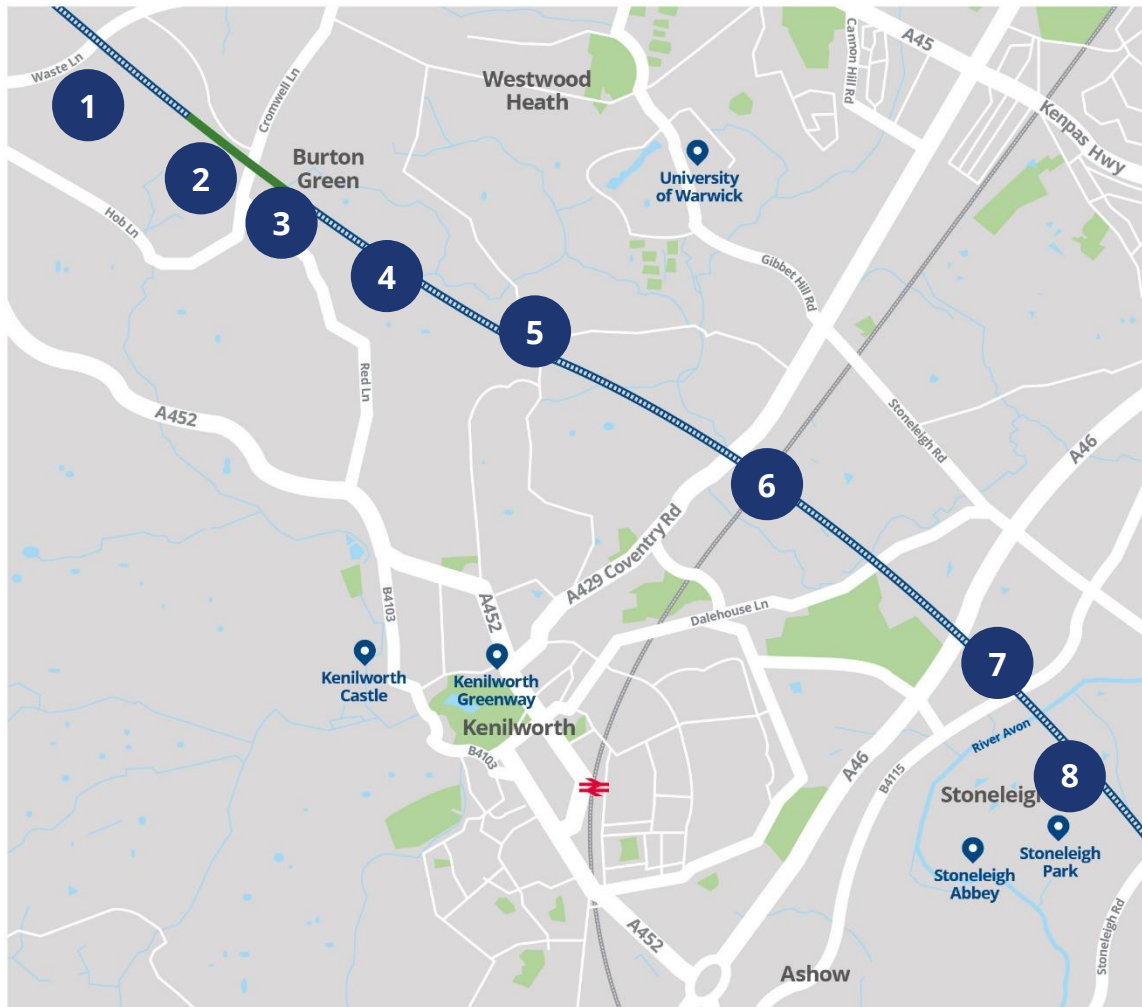 A45
Cannon Hill Rd
Waste Ln
Westwood
Heath
1
Cromwell Ln
Kenpas Hwy
Burton
Green
2
University
of Warwick
3
Hob Ln
4
Gibbet Hill Rd
5
Red Ln
A452
Stoneleigh Rd
A46
6
A429 Coventry Rd
B4103
A452
Dalehouse Ln
Kenilworth
Castle
Kenilworth
Greenway
7
Kenilworth
River Avon
B4103
A46
B4115
8
Stoneleig
Stoneleigh
Park
Stoneleigh
Abbey
A452
Stoneleigh Rd
Ashow